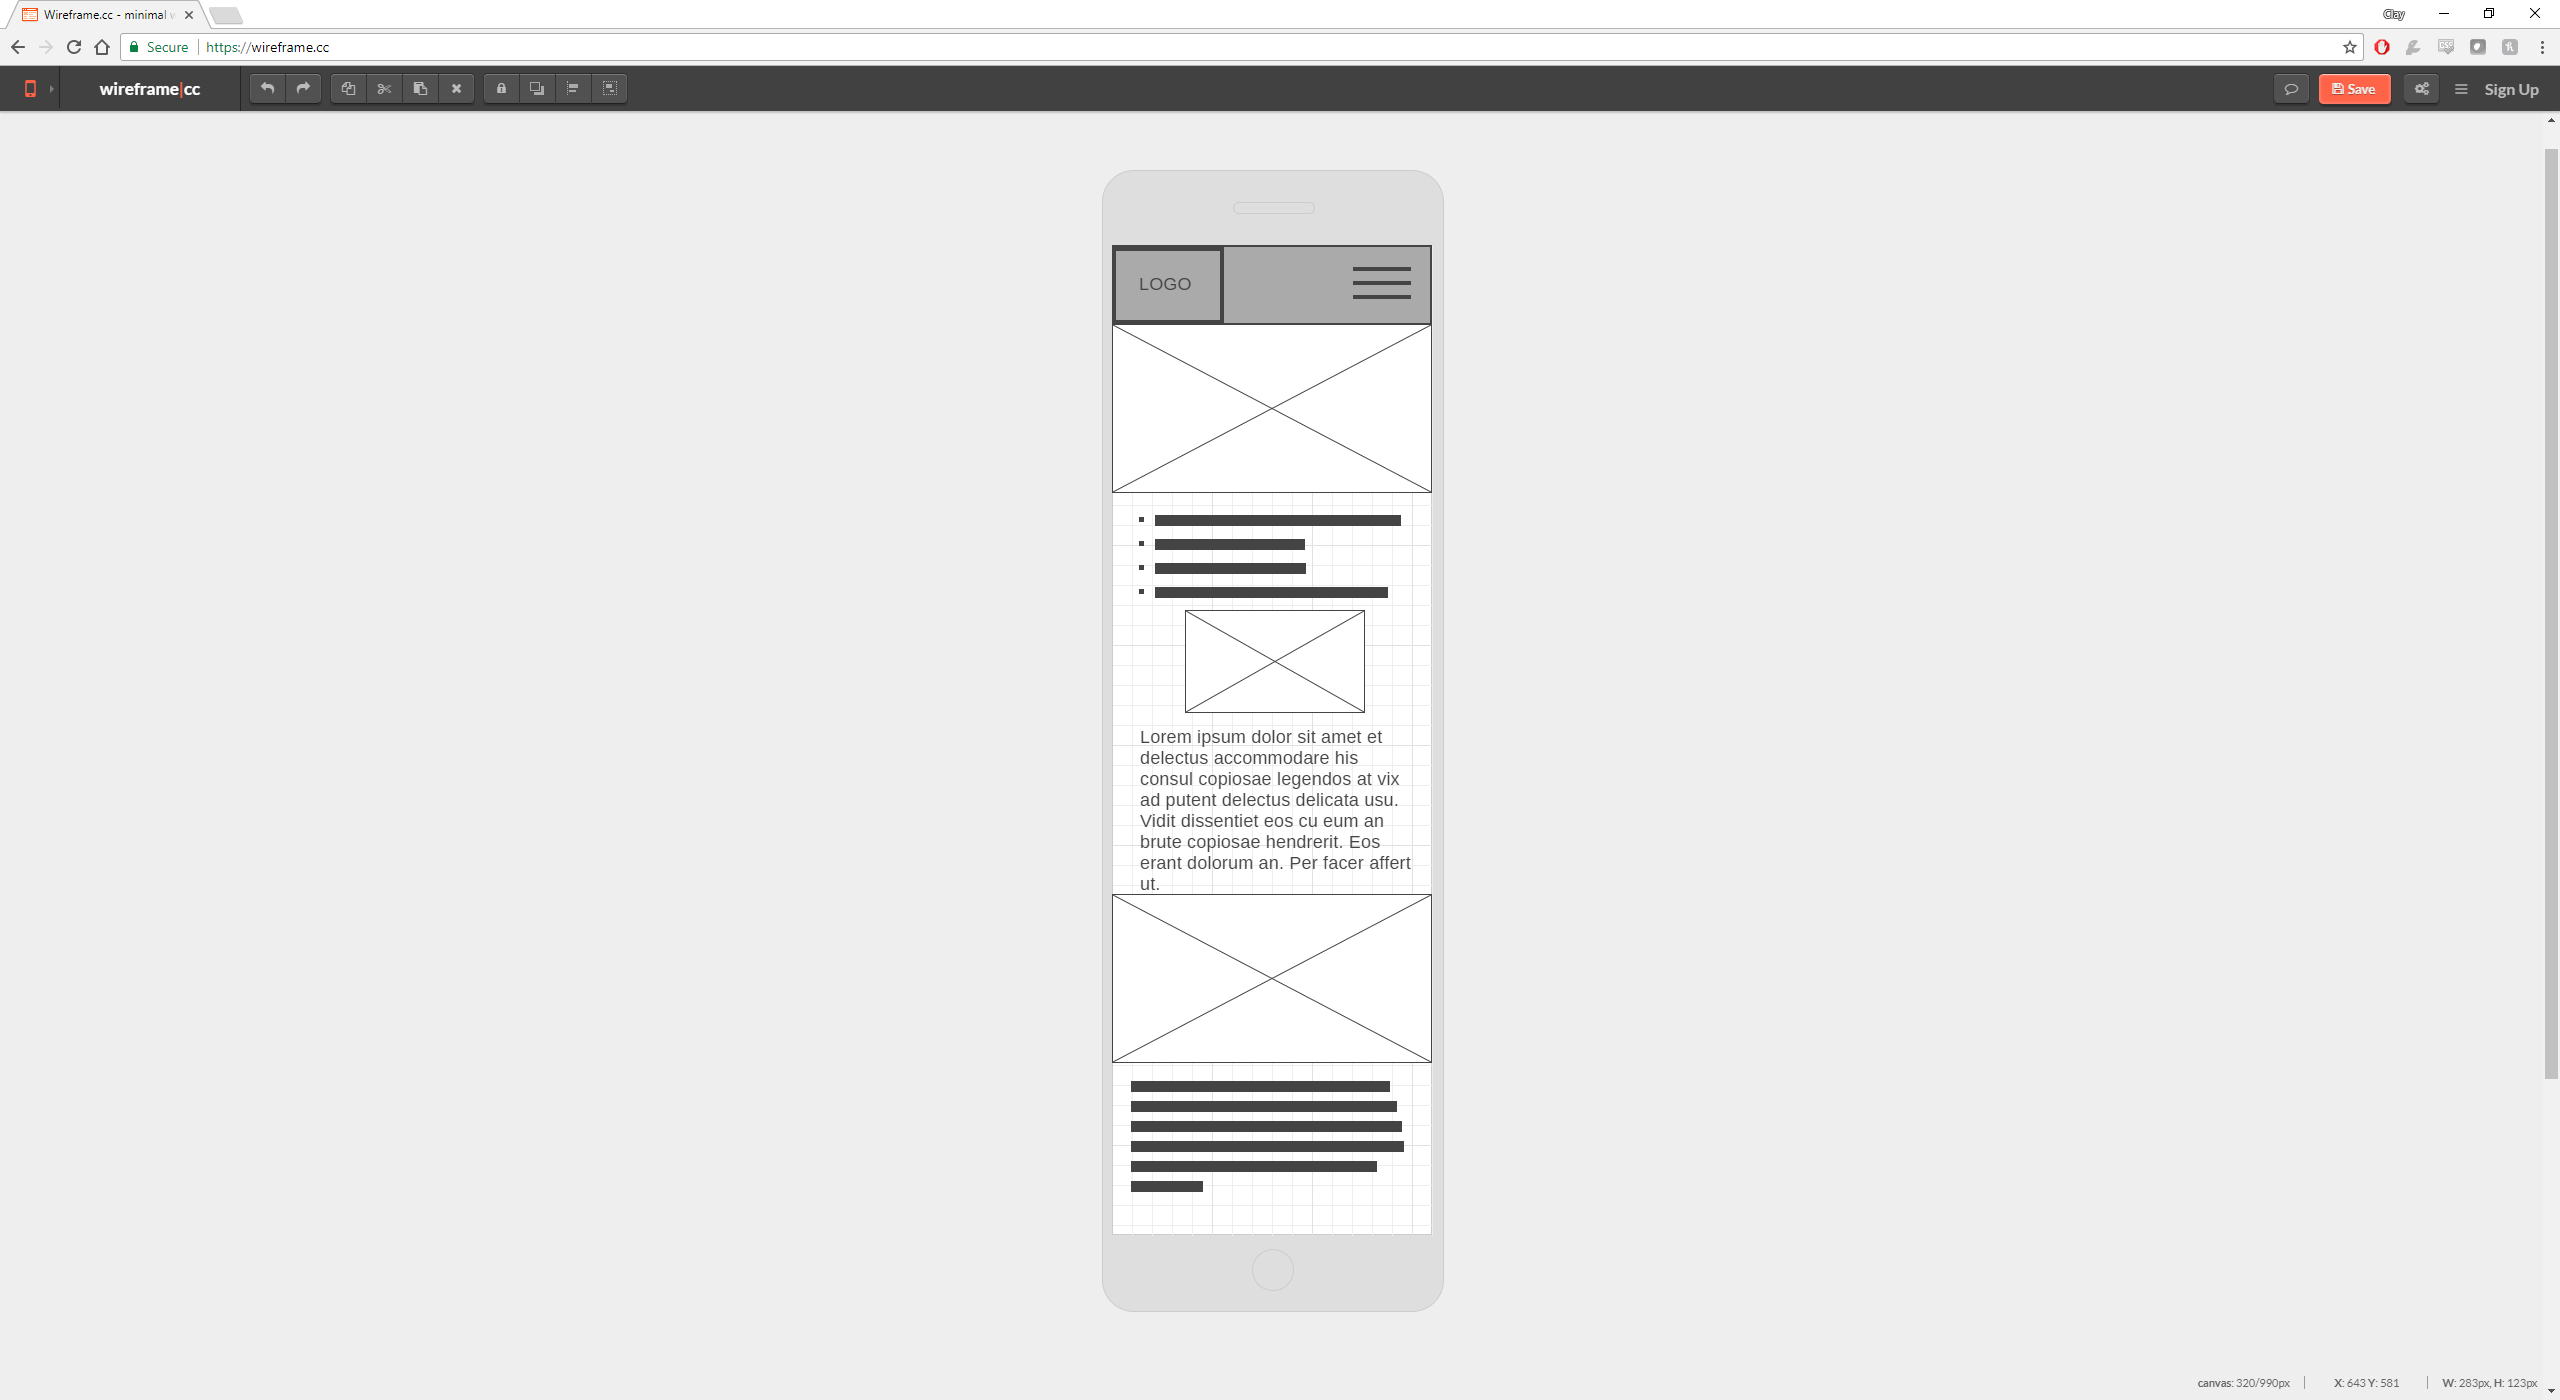 Wireframe.cc - minimal
Clay
Secure
https://wireframe.cc
wireframe|cc
Save
Sign Up
LOGO
Lorem ipsum dolor sit amet et
delectus accommodare his
consul copiosae legendos at vix
ad putent delectus delicata usu.
Vidit dissentiet eos cu eum an
brute copiosae hendrerit. Eos
erant dolorum an. Per facer affert
ut.
canvas: 320/990px
X: 643 Y: 581
W: 283px, H: 123px